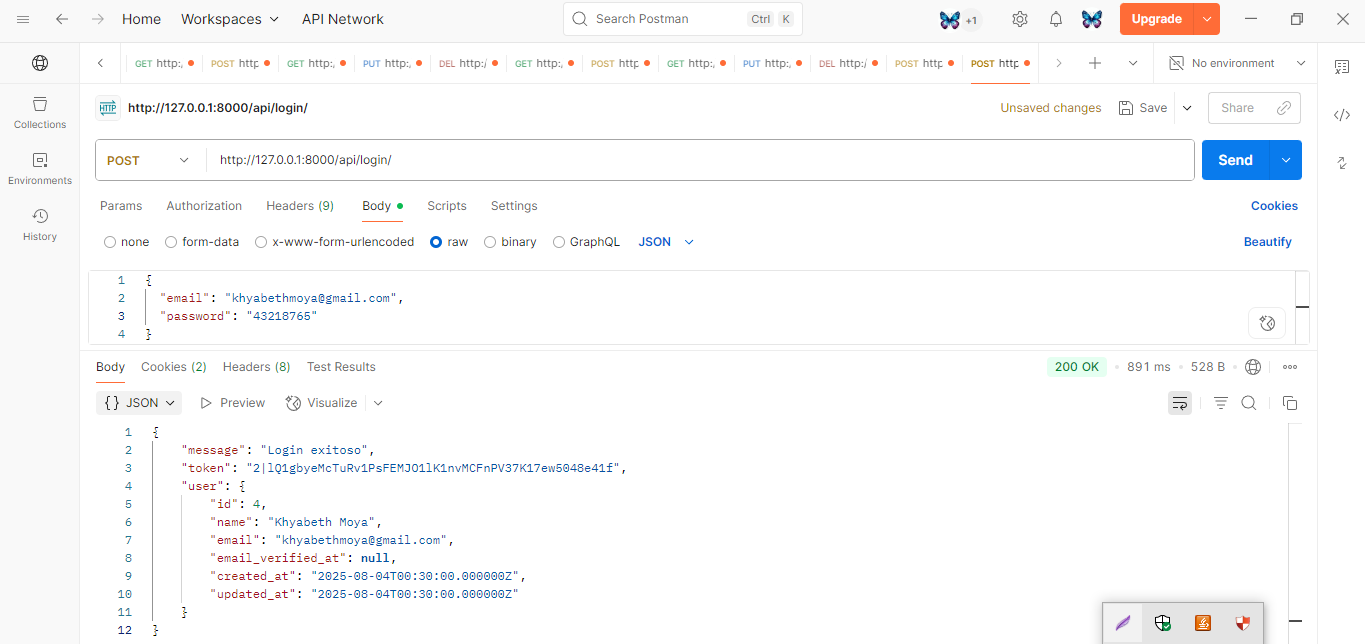 Home Workspaces API Network Search Postman Ctrl K +1 Upgrade
GET http:, POST http GET http:, PUT http:, DEL http:/ GET http:, POST http GET http:, PUT http:, DEL http:/ POST http POST http No environment
HTTP http://127.0.0.1:8000/api/login/ Unsaved changes Save Share
Collections
POST http://127.0.0.1:8000/api/login/ Send
Environments
Params Authorization Headers (9) Body Scripts Settings Cookies
History
none form-data x-www-form-urlencoded raw binary GraphQL JSON Beautify
1 {
2 "email": "khyabethmoya@gmail.com",
3 "password": "43218765"
4 }
Body Cookies (2) Headers (8) Test Results 200 OK 891 ms 528 B
{} JSON Preview Visualize
1 {
2 "message": "Login exitoso",
3 "token": "2|lQ1gbyeMcTuRv1PsFEMJO1lK1nvMCFnPV37K17ew5048e41f",
4 "user": {
5 "id": 4,
6 "name": "Khyabeth Moya",
7 "email": "khyabethmoya@gmail.com",
8 "email_verified_at": null,
9 "created_at": "2025-08-04T00:30:00.000000Z",
10 "updated_at": "2025-08-04T00:30:00.000000Z"
11 }
12 }